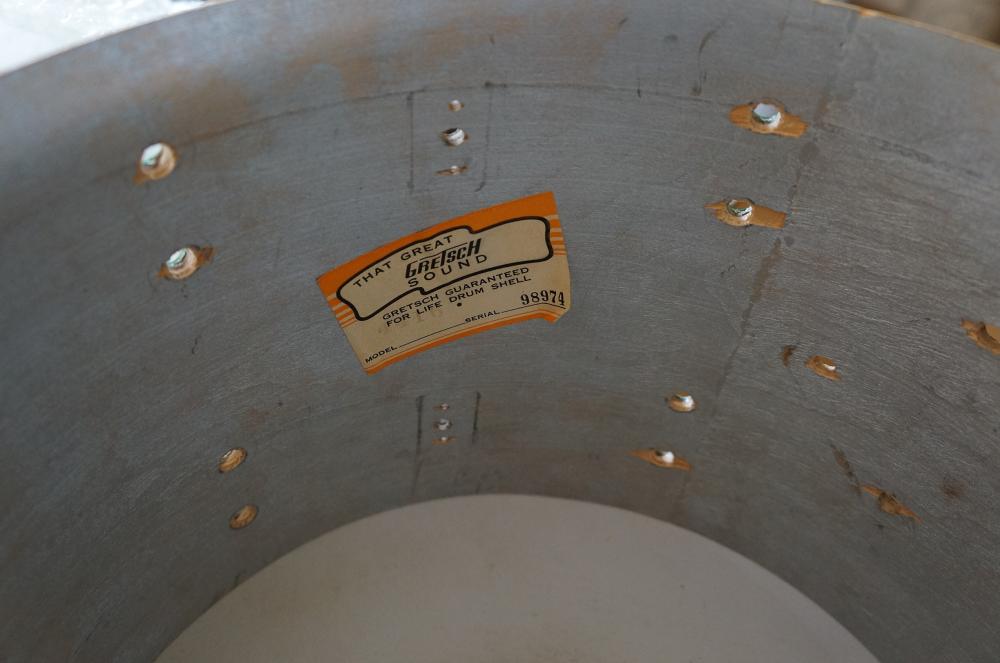 THAT GREAT
GRETSCH
SOUND
GRETSCH GUARANTEED
FOR LIFE DRUM SHELL
MODEL SERIAL 98974